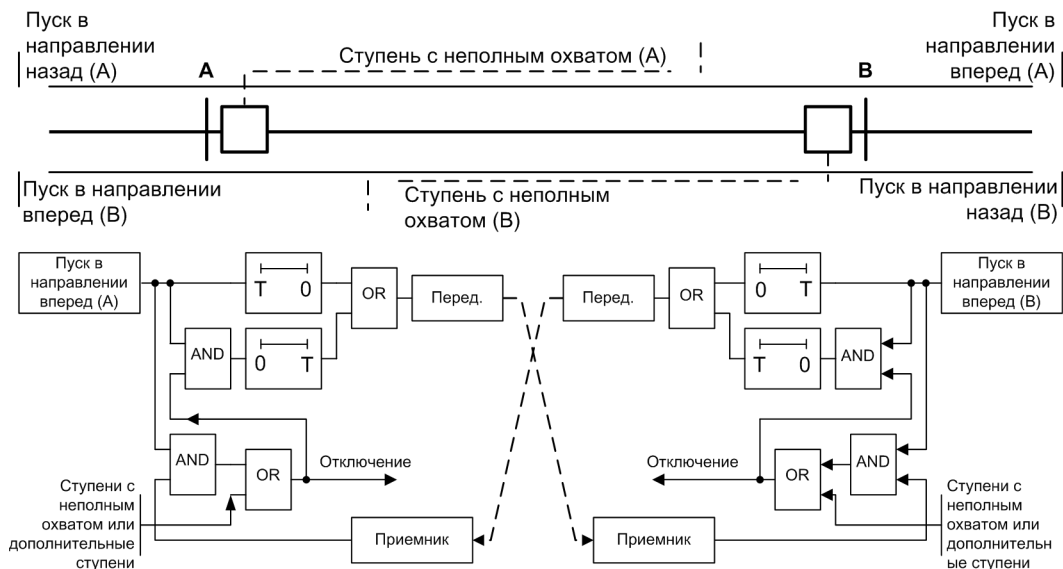 Пуск в
направлении
назад (А)
А
Ступень с неполным охватом (А)
В
Пуск в
направлении
вперед (А)
Пуск в направлении
вперед (В)
Ступень с неполным
охватом (В)
Пуск в направлении
назад (В)
Пуск в
направлении
вперед (А)
T 0
OR
Перед.
Перед.
OR
0 T
Пуск в
направлении
вперед (В)
AND
0 T
T 0
AND
AND
OR
Отключение
Отключение
OR
AND
Ступени с
неполным
охватом или
дополнительные
ступени
Приемник
Приемник
Ступени с
неполным
охватом или
дополнительн
ые ступени